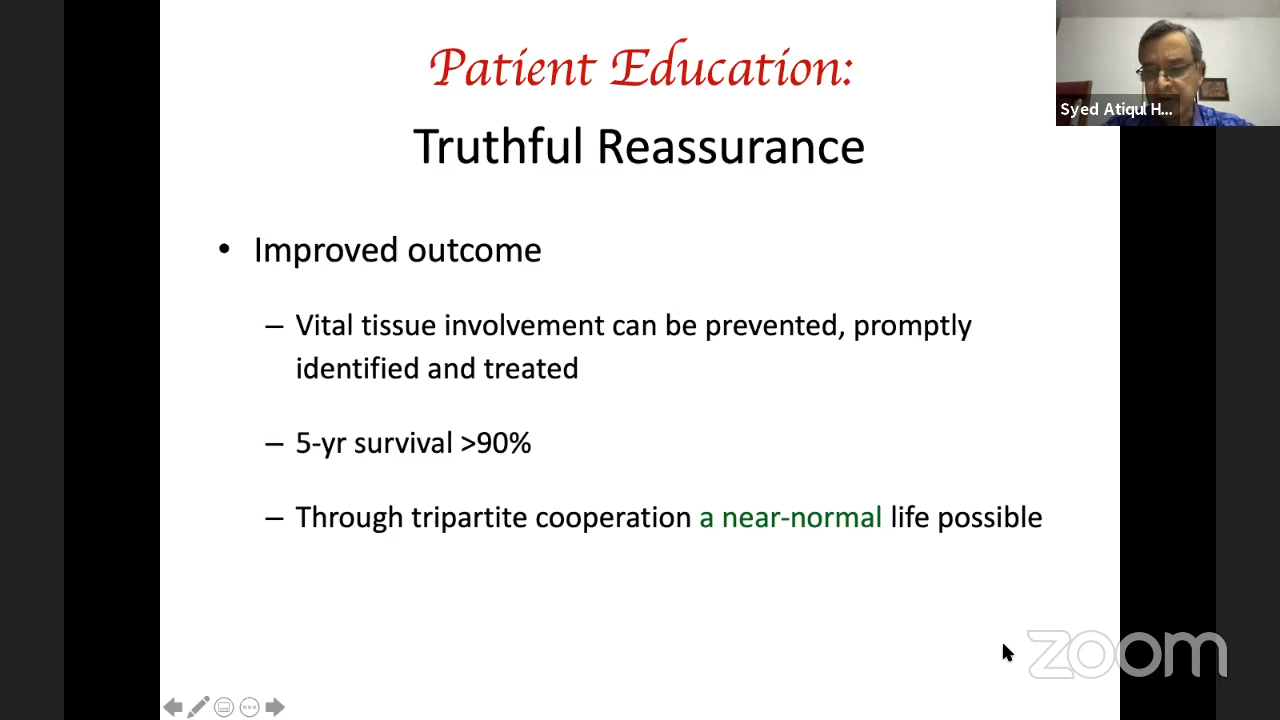 Patient Education:
Truthful Reassurance
Syed Atiqul H...
• Improved outcome
– Vital tissue involvement can be prevented, promptly
identified and treated
– 5-yr survival >90%
– Through tripartite cooperation a near-normal life possible
zoom